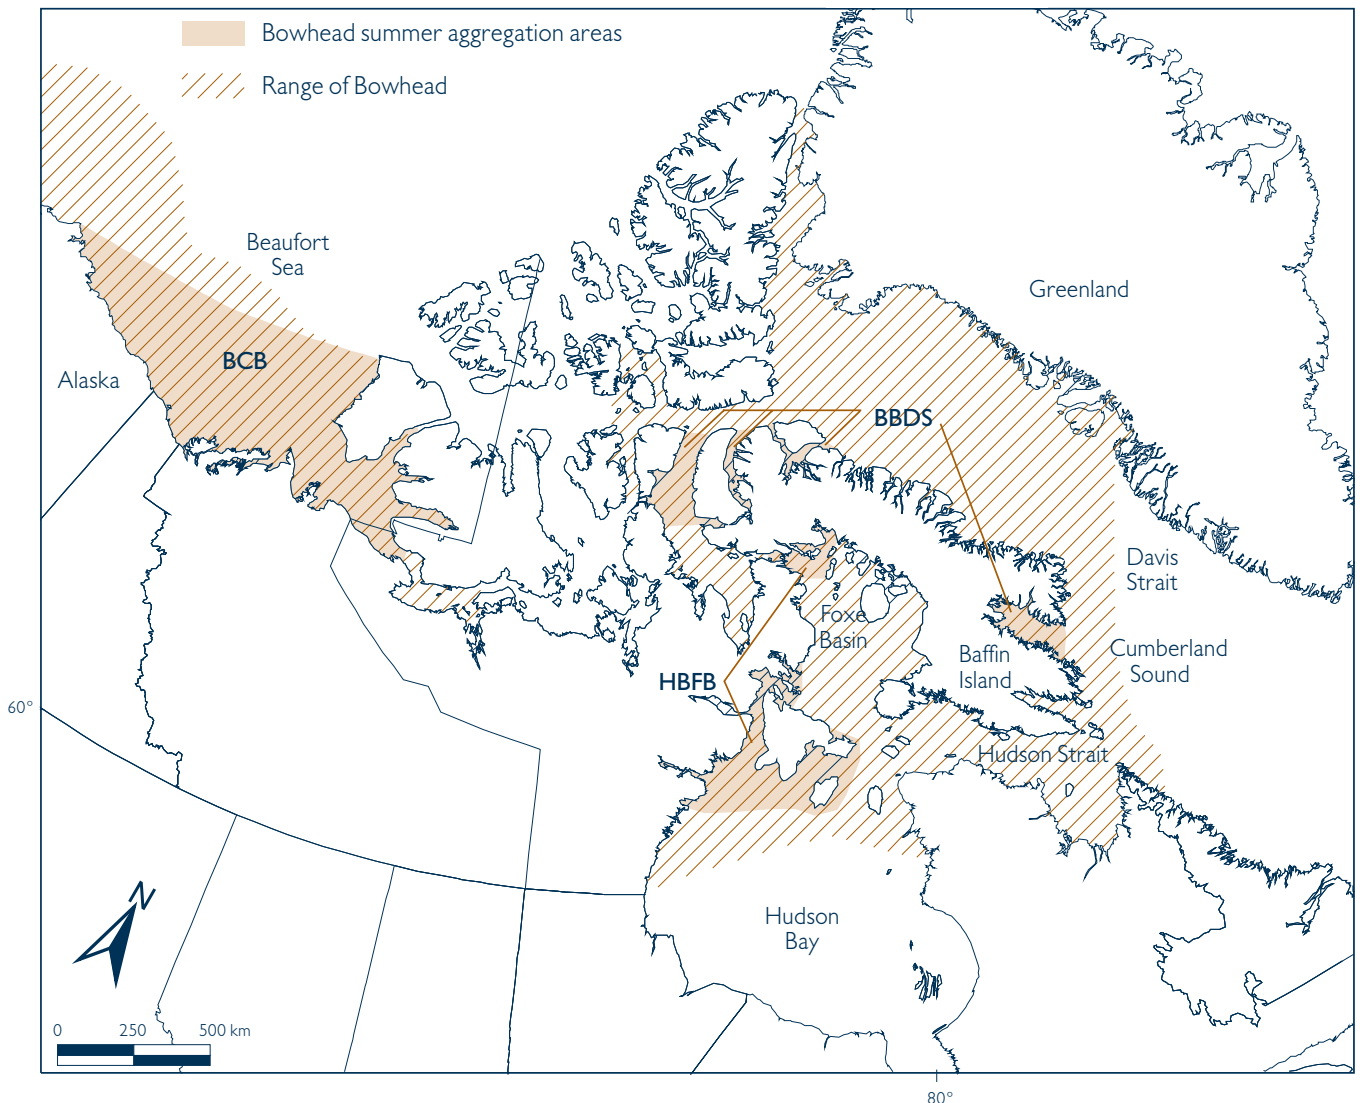 Bowhead summer aggregation areas
Range of Bowhead
Beaufort
Sea
Greenland
BCB
Alaska
BBDS
Davis
Strait
Foxe
Basin
Baffin
Island
Cumberland
Sound
HBFB
60°
Hudson Strait
N
Hudson
Bay
0 250 500 km
80°